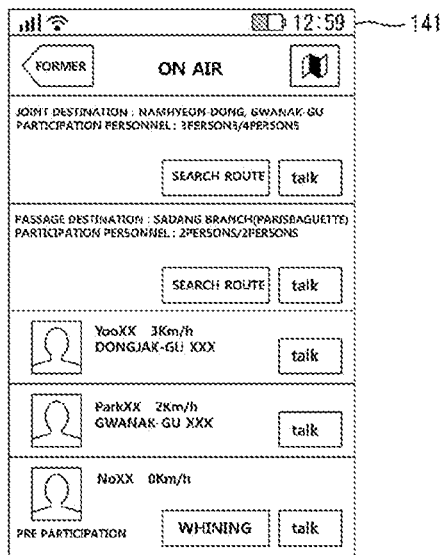 12:59
141
FORMER
ON AIR
JOINT DESTINATION : NAMHYEON-DONG, GWANAK-GU
PARTICIPATION PERSONNEL : 3PERSONS/4PERSONS
SEARCH ROUTE
talk
PASSAGE DESTINATION : SADANG BRANCH(PARISBAGUETTE)
PARTICIPATION PERSONNEL : 2PERSONS/2PERSONS
SEARCH ROUTE
talk
YooXX 3Km/h
DONGJAK-GU XXX
talk
ParkXX 2Km/h
GWANAK-GU XXX
talk
NoXX 0Km/h
PRE PARTICIPATION
WHINING
talk